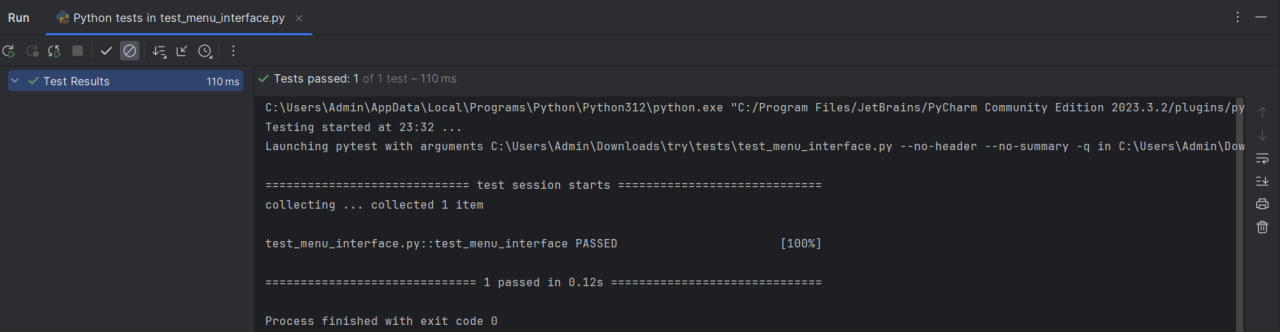 Run Python tests in test_menu_interface.py
Test Results 110 ms
Tests passed: 1 of 1 test – 110 ms
C:\Users\Admin\AppData\Local\Programs\Python\Python312\python.exe "C:/Program Files/JetBrains/PyCharm Community Edition 2023.3.2/plugins/py
Testing started at 23:32 ...
Launching pytest with arguments C:\Users\Admin\Downloads\try\tests\test_menu_interface.py --no-header --no-summary -q in C:\Users\Admin\Dow
============================= test session starts =============================
collecting ... collected 1 item
test_menu_interface.py::test_menu_interface PASSED [100%]
============================== 1 passed in 0.12s ==============================
Process finished with exit code 0